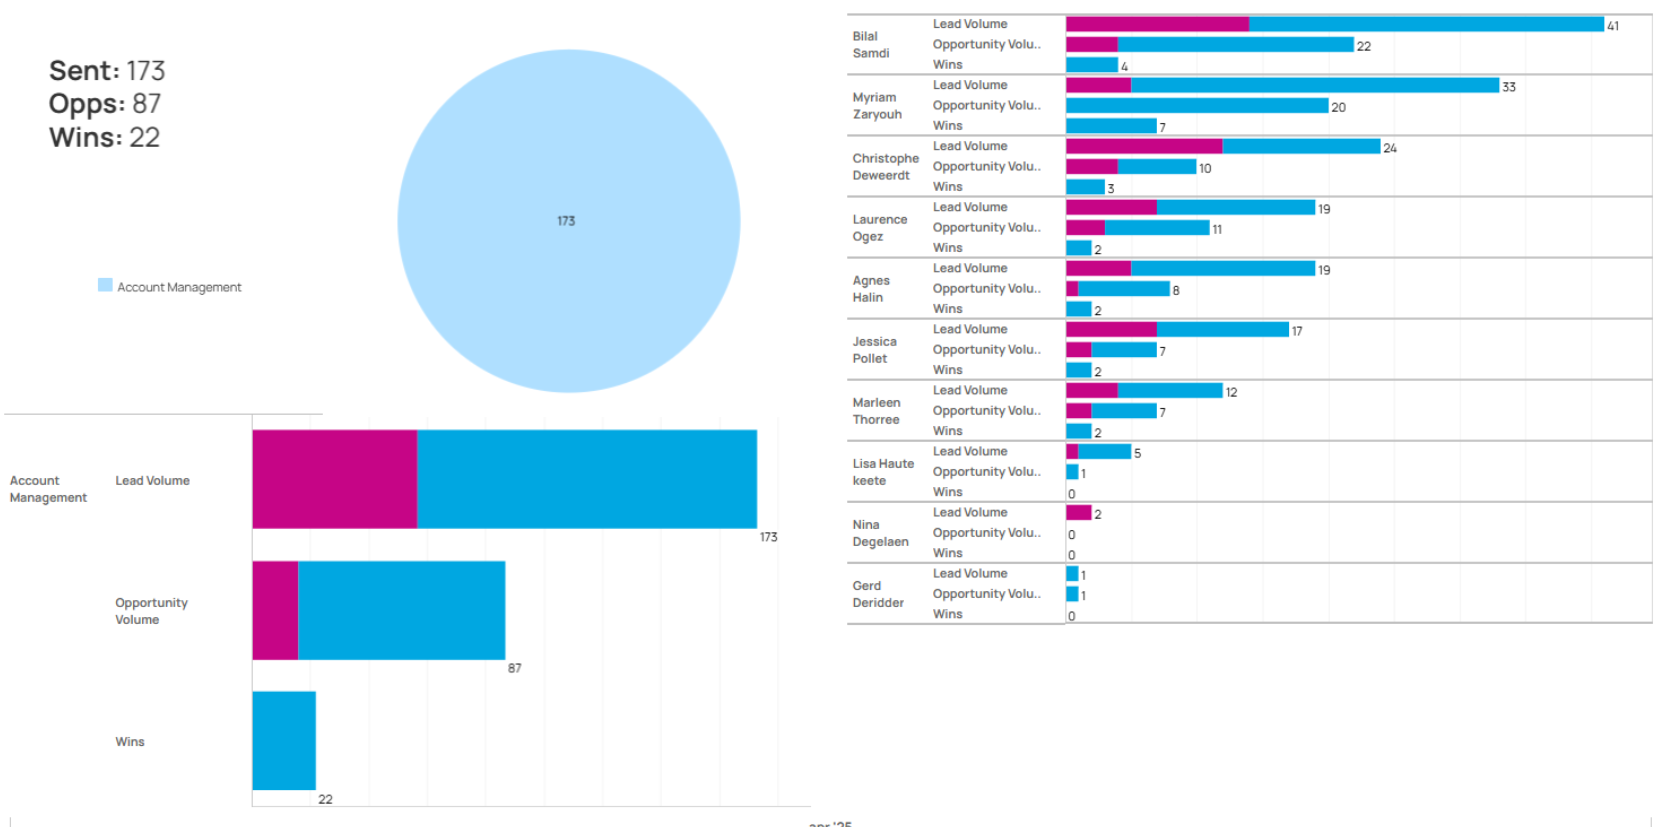 Sent: 173
Opps: 87
Wins: 22
173
Account Management
Account
Management
Lead Volume
173
Opportunity
Volume
87
Wins
22
Bilal
Samdi
Lead Volume
41
Opportunity Volu..
22
Wins
4
Myriam
Zaryouh
Lead Volume
33
Opportunity Volu..
20
Wins
7
Christophe
Deweerdt
Lead Volume
24
Opportunity Volu..
10
Wins
3
Laurence
Ogez
Lead Volume
19
Opportunity Volu..
11
Wins
2
Agnes
Halin
Lead Volume
19
Opportunity Volu..
8
Wins
2
Jessica
Pollet
Lead Volume
17
Opportunity Volu..
7
Wins
2
Marleen
Thorree
Lead Volume
12
Opportunity Volu..
7
Wins
2
Lisa Haute
keete
Lead Volume
5
Opportunity Volu..
1
Wins
0
Nina
Degelaen
Lead Volume
2
Opportunity Volu..
0
Wins
0
Gerd
Deridder
Lead Volume
1
Opportunity Volu..
1
Wins
0
apr '25